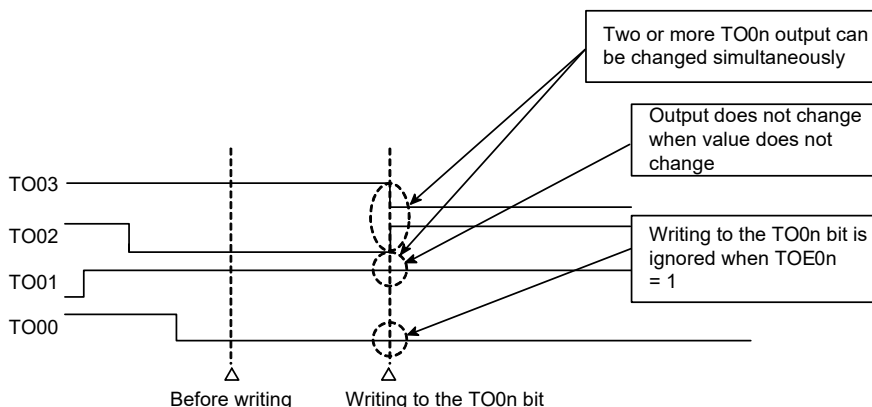 Two or more TO0n output can
be changed simultaneously
Output does not change
when value does not
change
TO03
TO02
Writing to the TO0n bit is
ignored when TOE0n
= 1
TO01
TO00
Before writing
Writing to the TO0n bit